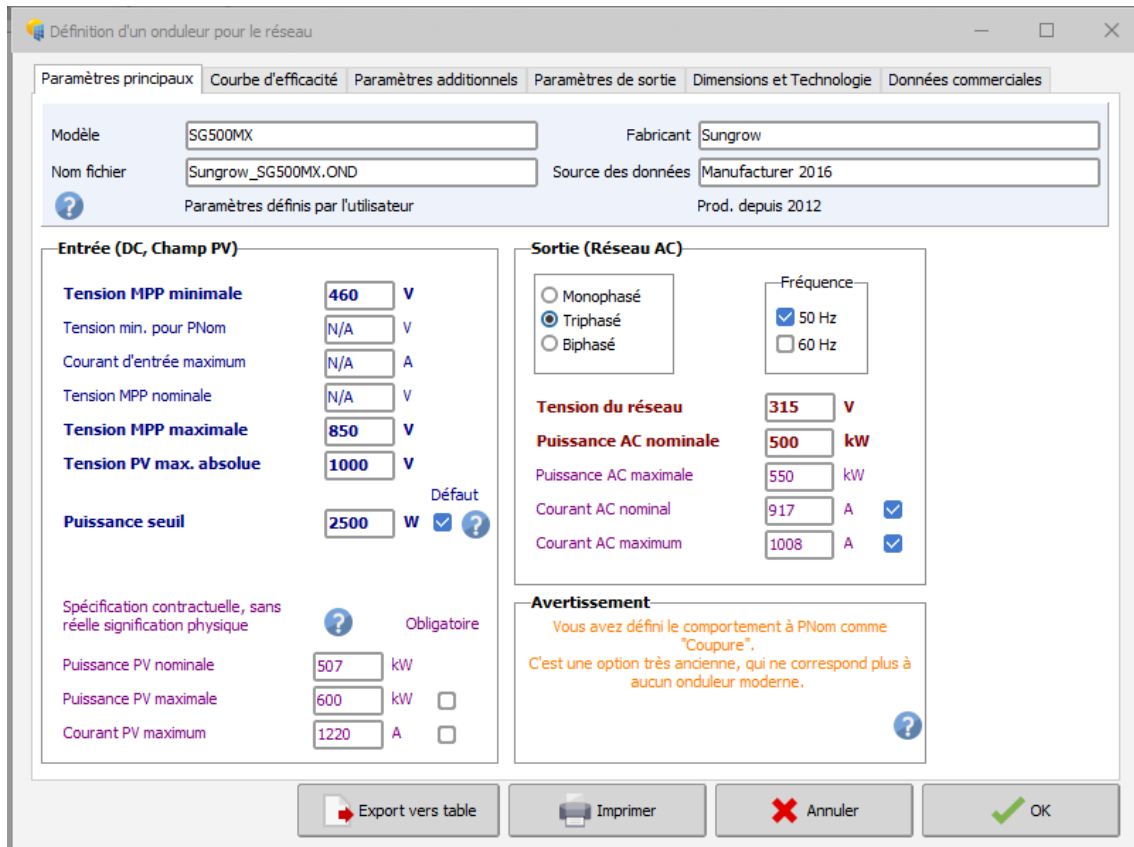 Définition d'un onduleur pour le réseau
Paramètres principaux Courbe d'efficacité Paramètres additionnels Paramètres de sortie Dimensions et Technologie Données commerciales
Modèle SG500MX Fabricant Sungrow
Nom fichier Sungrow_SG500MX.OND Source des données Manufacturer 2016
? Paramètres définis par l'utilisateur Prod. depuis 2012
Entrée (DC, Champ PV)
Tension MPP minimale 460 V
Tension min. pour PNom N/A V
Courant d'entrée maximum N/A A
Tension MPP nominale N/A V
Tension MPP maximale 850 V
Tension PV max. absolue 1000 V
Défaut
Puissance seuil 2500 W ?
Spécification contractuelle, sans
réelle signification physique ? Obligatoire
Puissance PV nominale 507 kW
Puissance PV maximale 600 kW
Courant PV maximum 1220 A
Sortie (Réseau AC)
Monophasé
Triphasé
Biphasé
Fréquence
50 Hz
60 Hz
Tension du réseau 315 V
Puissance AC nominale 500 kW
Puissance AC maximale 550 kW
Courant AC nominal 917 A
Courant AC maximum 1008 A
Avertissement
Vous avez défini le comportement à PNom comme
"Coupure".
C'est une option très ancienne, qui ne correspond plus à
aucun onduleur moderne.
?
Export vers table Imprimer Annuler OK